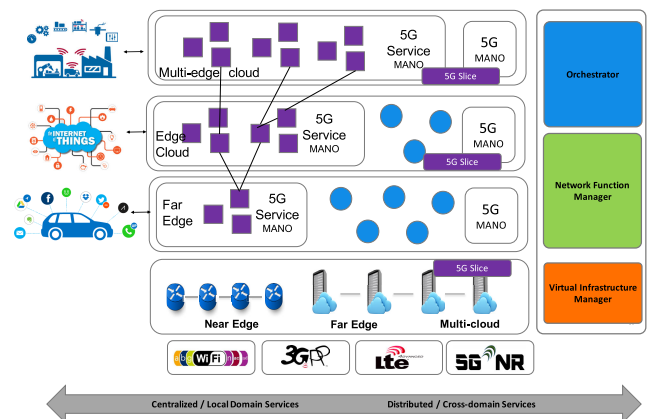 5G
Service
MANO
5G
MANO
Multi-edge cloud
5G Slice
Orchestrator
INTERNET
THINGS
Edge
Cloud
5G
Service
MANO
5G
MANO
5G Slice
Network Function
Manager
Far
Edge
5G
Service
MANO
5G
MANO
5G Slice
Near Edge
Far Edge
Multi-cloud
Virtual Infrastructure
Manager
a b g WiFi n
3GPP
Lte
ADVANCED
5G NR
Centralized / Local Domain Services
Distributed / Cross-domain Services